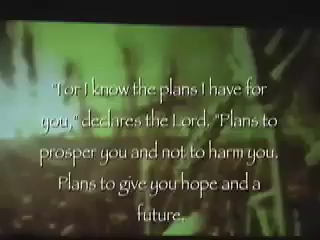 "For I know the plans I have for
you," declares the Lord, "Plans to
prosper you and not to harm you.
Plans to give you hope and a
future.